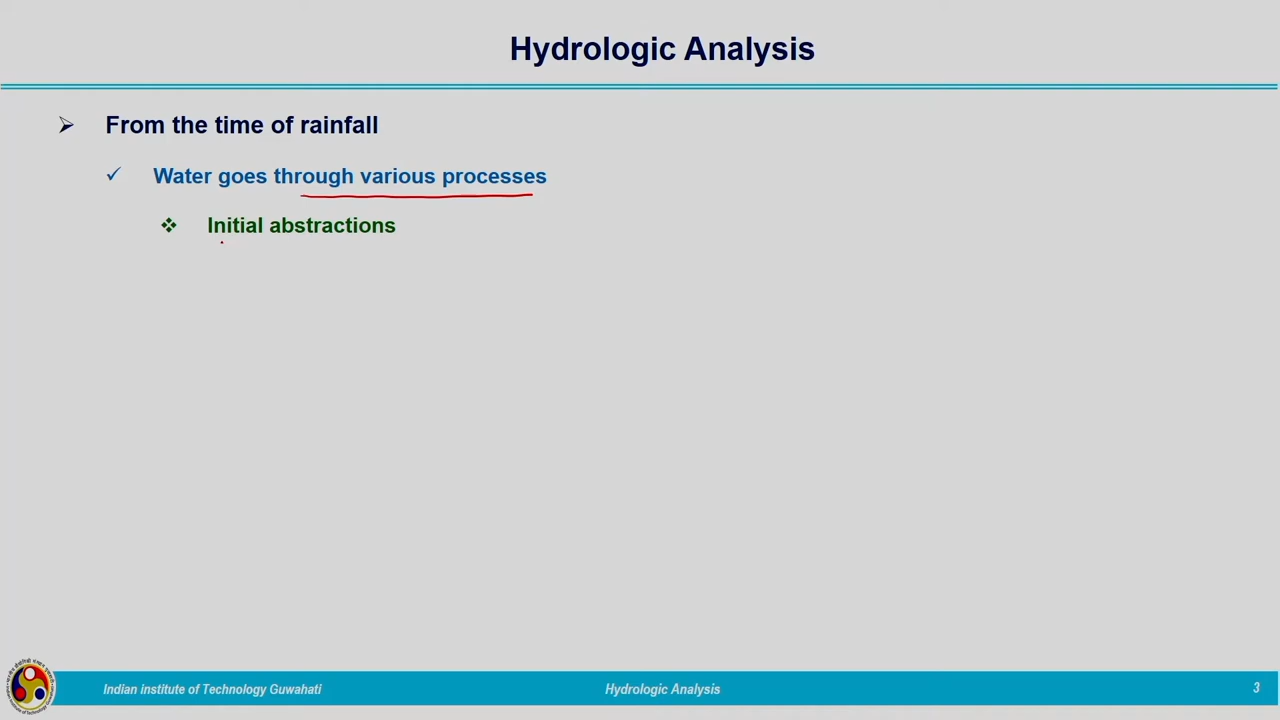 Hydrologic Analysis
From the time of rainfall
Water goes through various processes
Initial abstractions
Indian institute of Technology Guwahati
Hydrologic Analysis
3